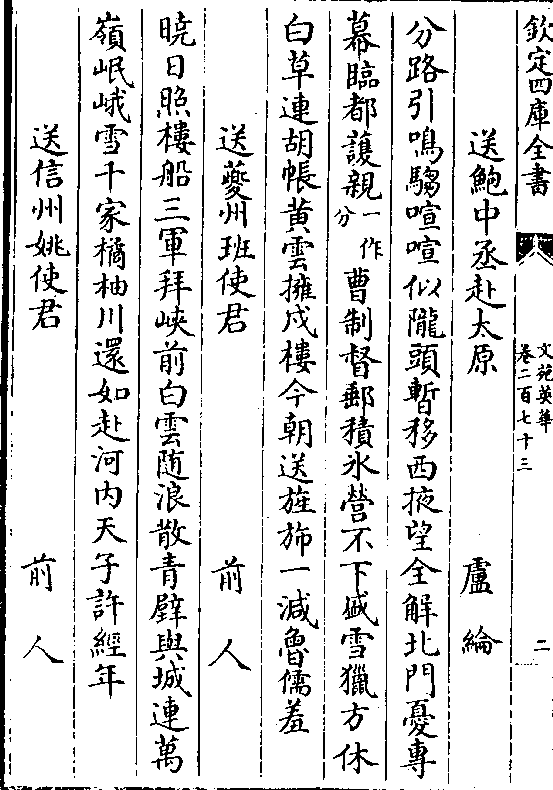 欽定四庫全書
文苑英華
卷二百七十三
二
送鮑中丞赴太原 盧綸
分路引鳴騶喧喧似隴頭暫移西掖望全解北門憂專
幕臨都護親一作分曹制督郵積氷營不下盛雪獵方休
白草連胡帳黄雲擁戍樓今朝送旌斾一減魯儒羞
送夔州班使君 前人
曉日照樓船三軍拜峽前白雲随浪散青壁與城連萬
嶺岷峨雪千家橘柚川還如赴河内天子許經年
送信州姚使君 前人